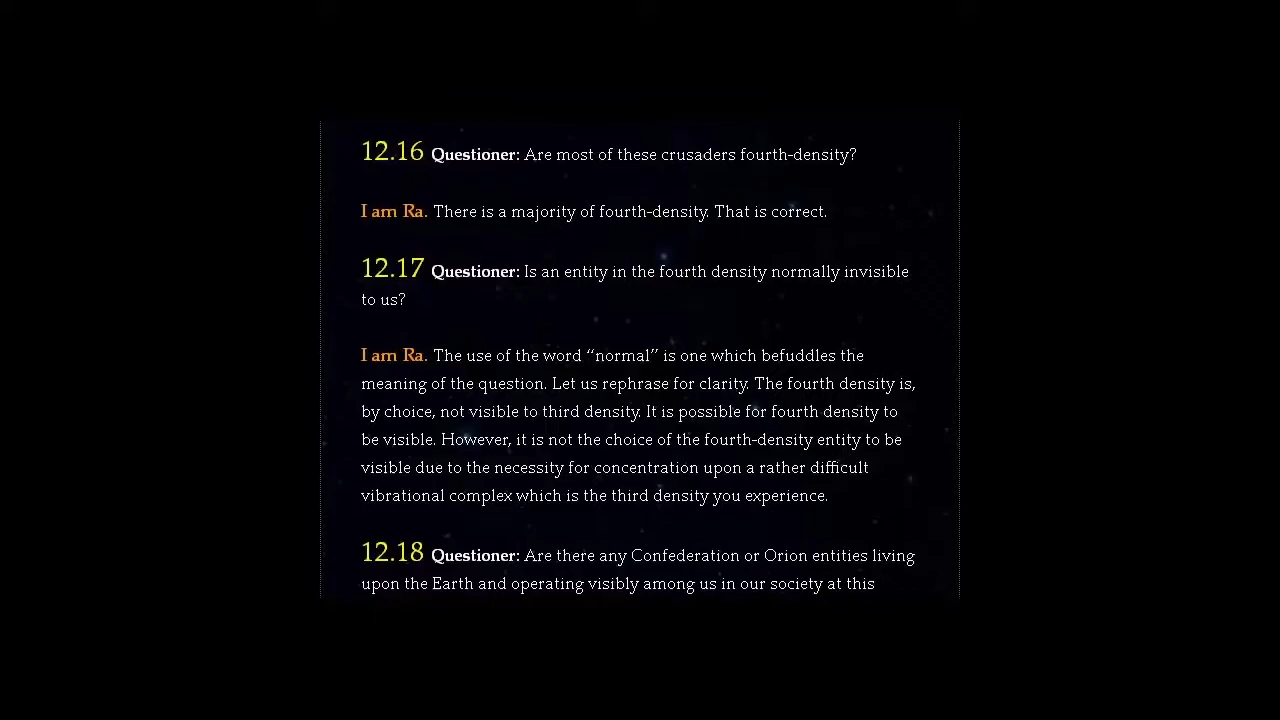 12.16 Questioner: Are most of these crusaders fourth-density?
I am Ra. There is a majority of fourth-density. That is correct.
12.17 Questioner: Is an entity in the fourth density normally invisible
to us?
I am Ra. The use of the word “normal” is one which befuddles the
meaning of the question. Let us rephrase for clarity. The fourth density is,
by choice, not visible to third density. It is possible for fourth density to
be visible. However, it is not the choice of the fourth-density entity to be
visible due to the necessity for concentration upon a rather difficult
vibrational complex which is the third density you experience.
12.18 Questioner: Are there any Confederation or Orion entities living
upon the Earth and operating visibly among us in our society at this